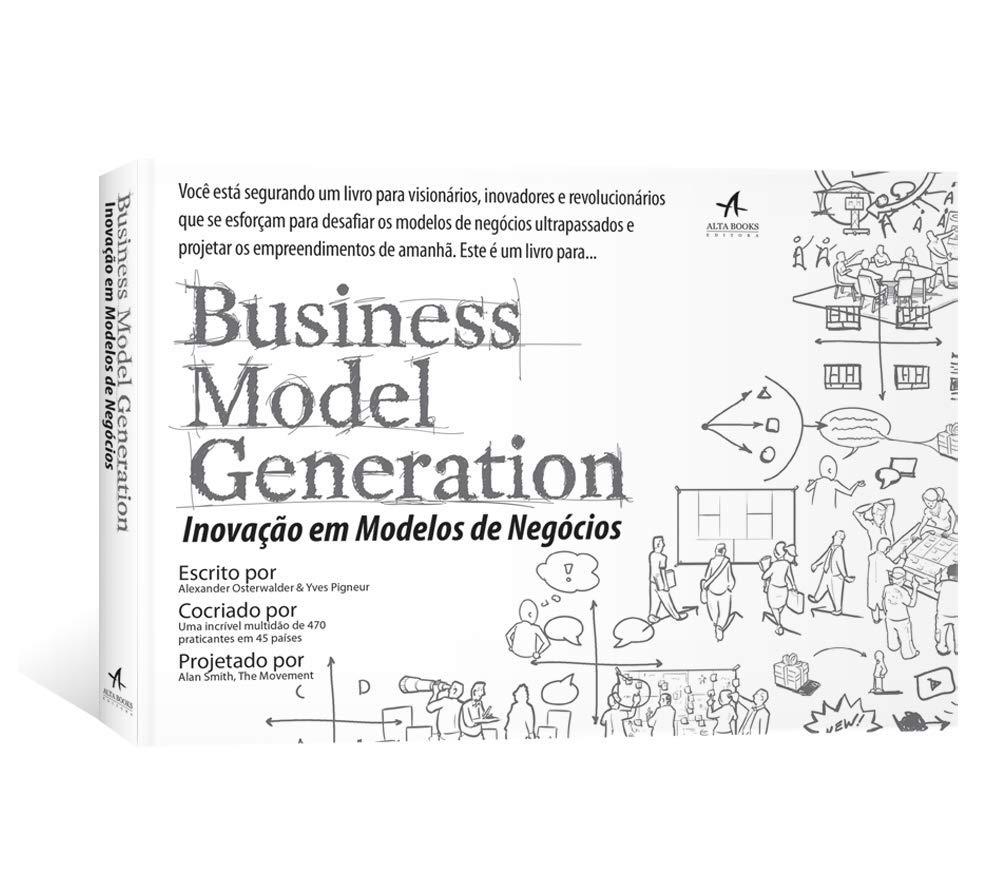 Business Model Generation
Inovação em Modelos de Negócios
ALTA BOOKS
EDITORA
Você está segurando um livro para visionários, inovadores e revolucionários
que se esforçam para desafiar os modelos de negócios ultrapassados e
projetar os empreendimentos de amanhã. Este é um livro para...
ALTA BOOKS
EDITORA
Business
Model
Generation
Inovação em Modelos de Negócios
Escrito por
Alexander Osterwalder & Yves Pigneur
Cocriado por
Uma incrível multidão de 470
praticantes em 45 países
Projetado por
Alan Smith, The Movement
C D
!
NEW!